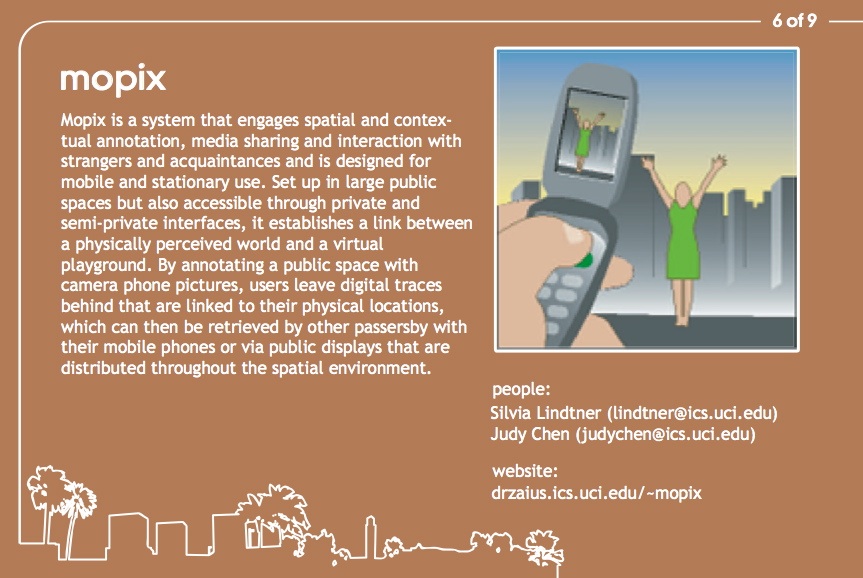 6 of 9
mopix
Mopix is a system that engages spatial and contex-
tual annotation, media sharing and interaction with
strangers and acquaintances and is designed for
mobile and stationary use. Set up in large public
spaces but also accessible through private and
semi-private interfaces, it establishes a link between
a physically perceived world and a virtual
playground. By annotating a public space with
camera phone pictures, users leave digital traces
behind that are linked to their physical locations,
which can then be retrieved by other passersby with
their mobile phones or via public displays that are
distributed throughout the spatial environment.
people:
Silvia Lindtner (lindtner@ics.uci.edu)
Judy Chen (judychen@ics.uci.edu)
website:
drzaius.ics.uci.edu/~mopix